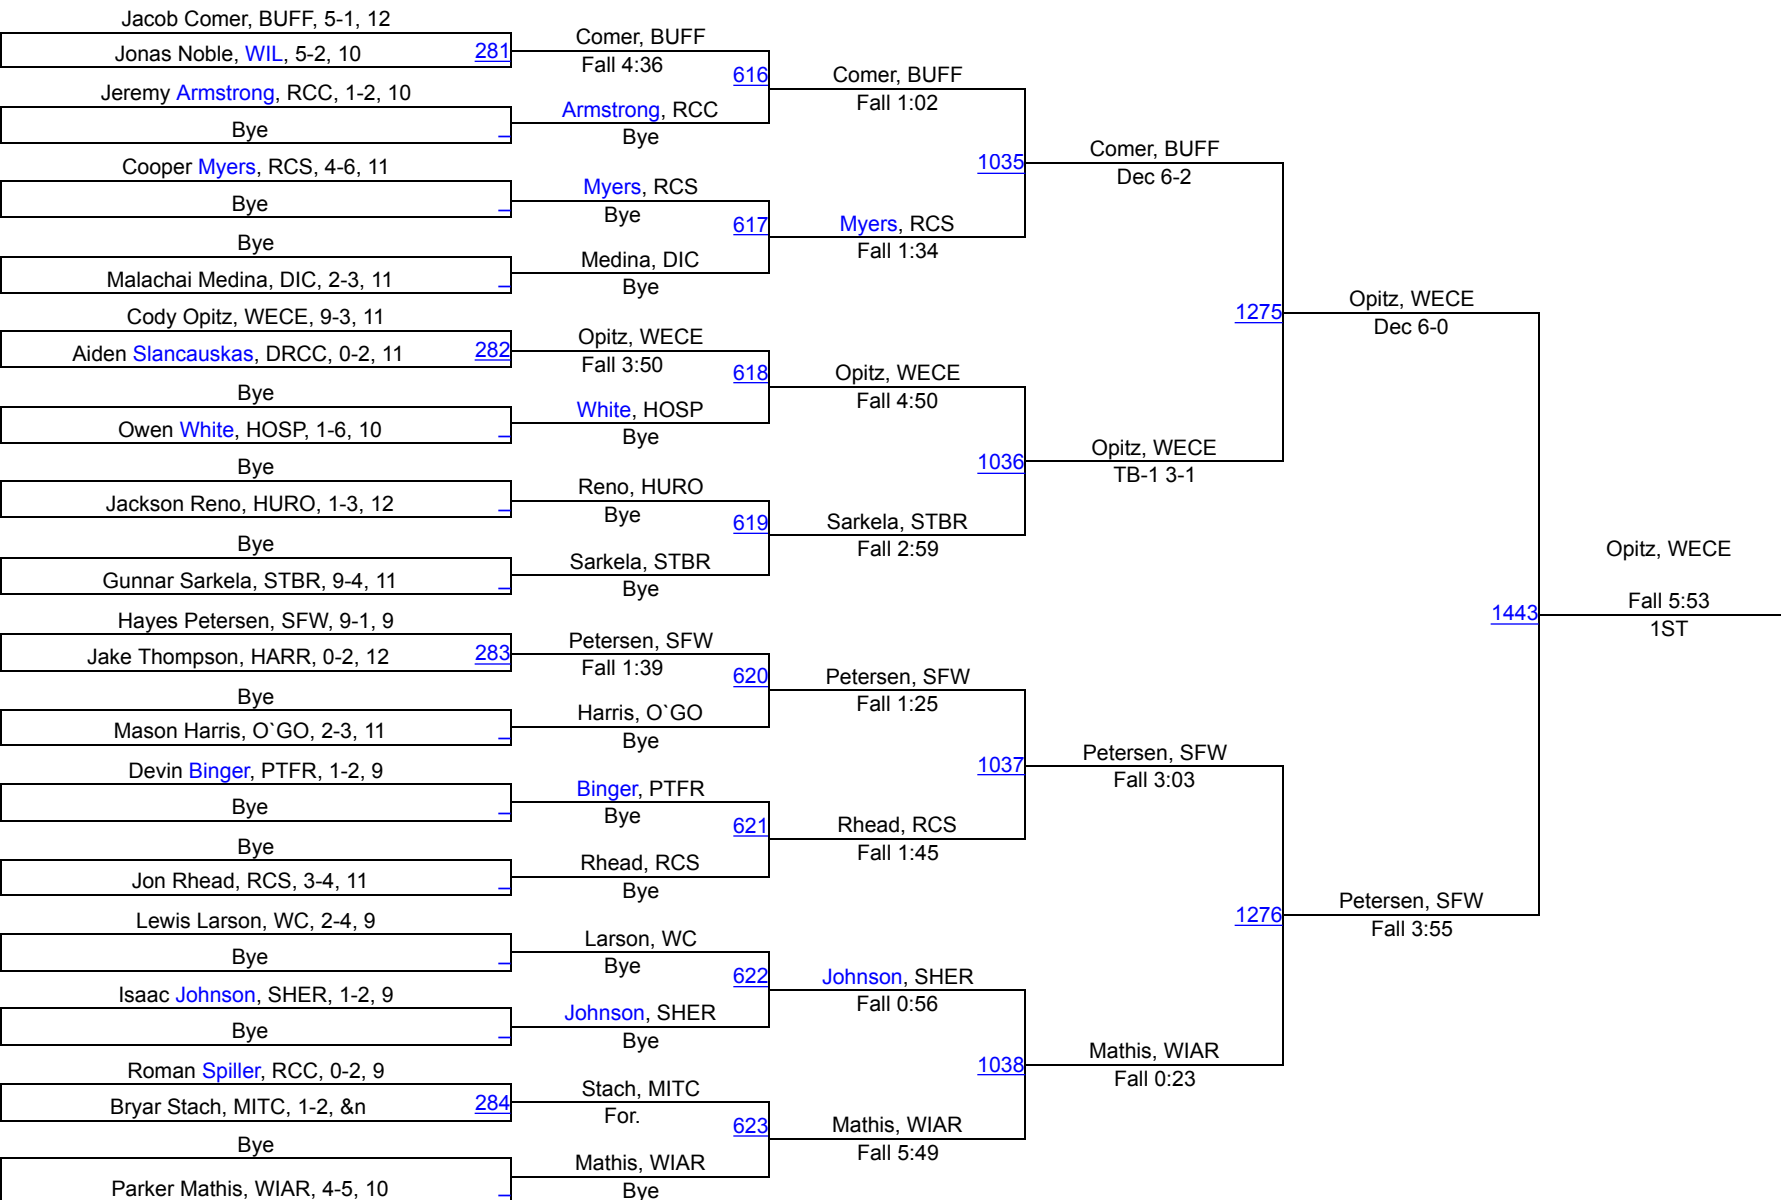 Jacob Comer, BUFF, 5-1, 12
Jonas Noble, WIL, 5-2, 10
281
Jeremy Armstrong, RCC, 1-2, 10
Bye
Cooper Myers, RCS, 4-6, 11
Bye
Bye
Malachai Medina, DIC, 2-3, 11
Cody Opitz, WECE, 9-3, 11
Aiden Slancauskas, DRCC, 0-2, 11
282
Bye
Owen White, HOSP, 1-6, 10
Bye
Jackson Reno, HURO, 1-3, 12
Bye
Gunnar Sarkela, STBR, 9-4, 11
Hayes Petersen, SFW, 9-1, 9
Jake Thompson, HARR, 0-2, 12
283
Bye
Mason Harris, O`GO, 2-3, 11
Devin Binger, PTFR, 1-2, 9
Bye
Bye
Jon Rhead, RCS, 3-4, 11
Lewis Larson, WC, 2-4, 9
Bye
Isaac Johnson, SHER, 1-2, 9
Bye
Roman Spiller, RCC, 0-2, 9
Bryar Stach, MITC, 1-2, &n
284
Bye
Parker Mathis, WIAR, 4-5, 10
Comer, BUFF
Fall 4:36
616
Armstrong, RCC
Bye
Myers, RCS
Bye
617
Medina, DIC
Bye
Opitz, WECE
Fall 3:50
618
White, HOSP
Bye
Reno, HURO
Bye
619
Sarkela, STBR
Bye
Petersen, SFW
Fall 1:39
620
Harris, O`GO
Bye
Binger, PTFR
Bye
621
Rhead, RCS
Bye
Larson, WC
Bye
622
Johnson, SHER
Bye
Stach, MITC
For.
623
Mathis, WIAR
Bye
Comer, BUFF
Fall 1:02
1035
Myers, RCS
Fall 1:34
Opitz, WECE
Fall 4:50
1036
Sarkela, STBR
Fall 2:59
Petersen, SFW
Fall 1:25
1037
Rhead, RCS
Fall 1:45
Johnson, SHER
Fall 0:56
1038
Mathis, WIAR
Fall 5:49
Comer, BUFF
Dec 6-2
1275
Opitz, WECE
TB-1 3-1
Petersen, SFW
Fall 3:03
1276
Mathis, WIAR
Fall 0:23
Opitz, WECE
Dec 6-0
1443
Petersen, SFW
Fall 3:55
Opitz, WECE
Fall 5:53
1ST